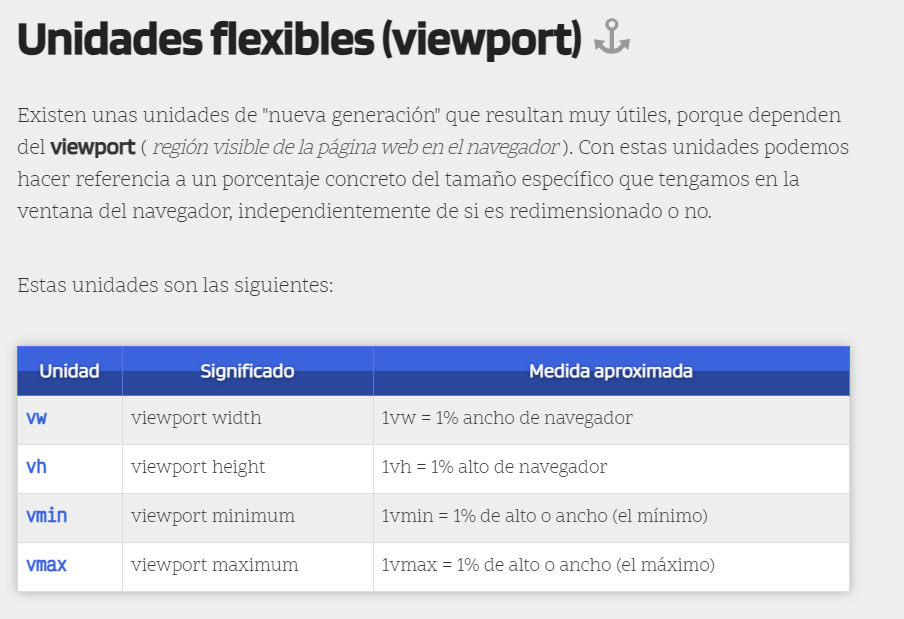 Unidades flexibles (viewport)
Existen unas unidades de "nueva generación" que resultan muy útiles, porque dependen
del viewport ( región visible de la página web en el navegador ). Con estas unidades podemos
hacer referencia a un porcentaje concreto del tamaño específico que tengamos en la
ventana del navegador, independientemente de si es redimensionado o no.
Estas unidades son las siguientes:
Unidad Significado Medida aproximada
vw viewport width 1vw = 1% ancho de navegador
vh viewport height 1vh = 1% alto de navegador
vmin viewport minimum 1vmin = 1% de alto o ancho (el mínimo)
vmax viewport maximum 1vmax = 1% de alto o ancho (el máximo)